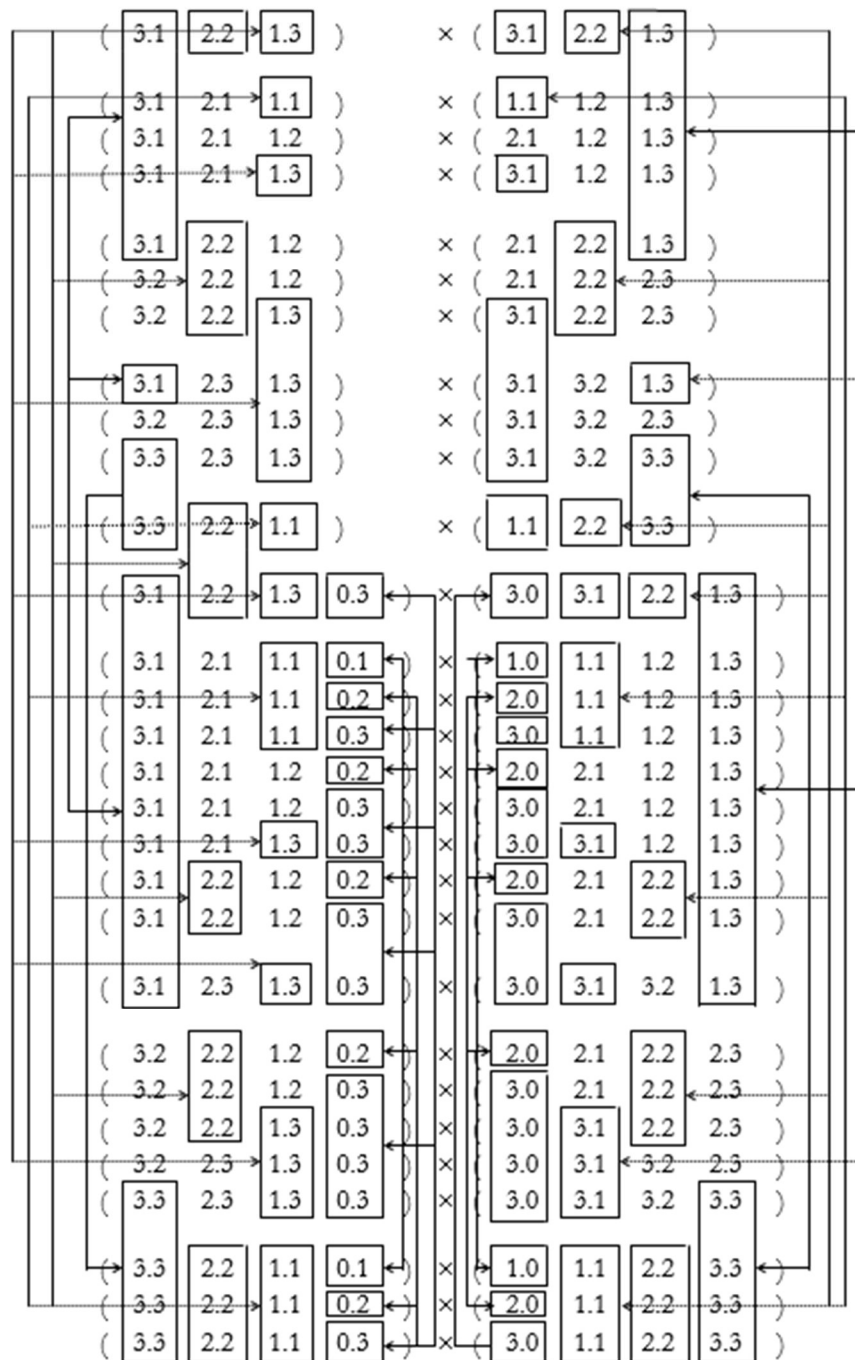 ( 3.1 2.2 1.3 ) × ( 3.1 2.2 1.3 )
( 3.1 2.1 1.1 ) × ( 1.1 1.2 1.3 )
( 3.1 2.1 1.2 ) × ( 2.1 1.2 1.3 )
( 3.1 2.1 1.3 ) × ( 3.1 1.2 1.3 )
( 3.1 2.2 1.2 ) × ( 2.1 2.2 1.3 )
( 3.2 2.2 1.2 ) × ( 2.1 2.2 2.3 )
( 3.2 2.2 1.3 ) × ( 3.1 2.2 2.3 )
( 3.1 2.3 1.3 ) × ( 3.1 3.2 1.3 )
( 3.2 2.3 1.3 ) × ( 3.1 3.2 2.3 )
( 3.3 2.3 1.3 ) × ( 3.1 3.2 3.3 )
( 3.3 2.2 1.1 ) × ( 1.1 2.2 3.3 )
( 3.1 2.2 1.3 0.3 ) × ( 3.0 3.1 2.2 1.3 )
( 3.1 2.1 1.1 0.1 ) × ( 1.0 1.1 1.2 1.3 )
( 3.1 2.1 1.1 0.2 ) × ( 2.0 1.1 1.2 1.3 )
( 3.1 2.1 1.1 0.3 ) × ( 3.0 1.1 1.2 1.3 )
( 3.1 2.1 1.2 0.2 ) × ( 2.0 2.1 1.2 1.3 )
( 3.1 2.1 1.2 0.3 ) × ( 3.0 2.1 1.2 1.3 )
( 3.1 2.1 1.3 0.3 ) × ( 3.0 3.1 1.2 1.3 )
( 3.1 2.2 1.2 0.2 ) × ( 2.0 2.1 2.2 1.3 )
( 3.1 2.2 1.2 0.3 ) × ( 3.0 2.1 2.2 1.3 )
( 3.1 2.3 1.3 0.3 ) × ( 3.0 3.1 3.2 1.3 )
( 3.2 2.2 1.2 0.2 ) × ( 2.0 2.1 2.2 2.3 )
( 3.2 2.2 1.2 0.3 ) × ( 3.0 2.1 2.2 2.3 )
( 3.2 2.2 1.3 0.3 ) × ( 3.0 3.1 2.2 2.3 )
( 3.2 2.3 1.3 0.3 ) × ( 3.0 3.1 3.2 2.3 )
( 3.3 2.3 1.3 0.3 ) × ( 3.0 3.1 3.2 3.3 )
( 3.3 2.2 1.1 0.1 ) × ( 1.0 1.1 2.2 3.3 )
( 3.3 2.2 1.1 0.2 ) × ( 2.0 1.1 2.2 3.3 )
( 3.3 2.2 1.1 0.3 ) × ( 3.0 1.1 2.2 3.3 )